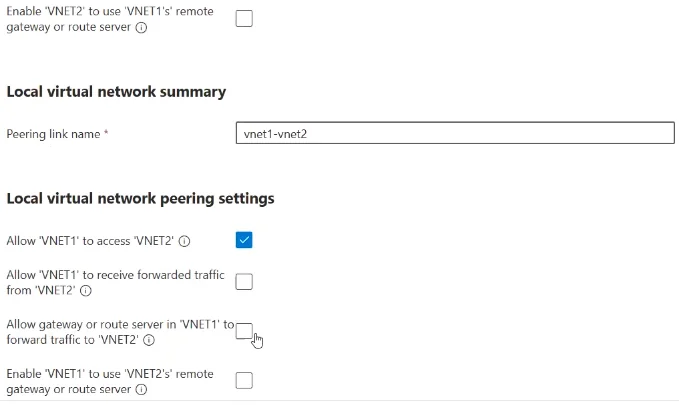 Enable 'VNET2' to use 'VNET1's' remote
gateway or route server
Local virtual network summary
Peering link name *
vnet1-vnet2
Local virtual network peering settings
Allow 'VNET1' to access 'VNET2'
Allow 'VNET1' to receive forwarded traffic
from 'VNET2'
Allow gateway or route server in 'VNET1' to
forward traffic to 'VNET2'
Enable 'VNET1' to use 'VNET2's' remote
gateway or route server